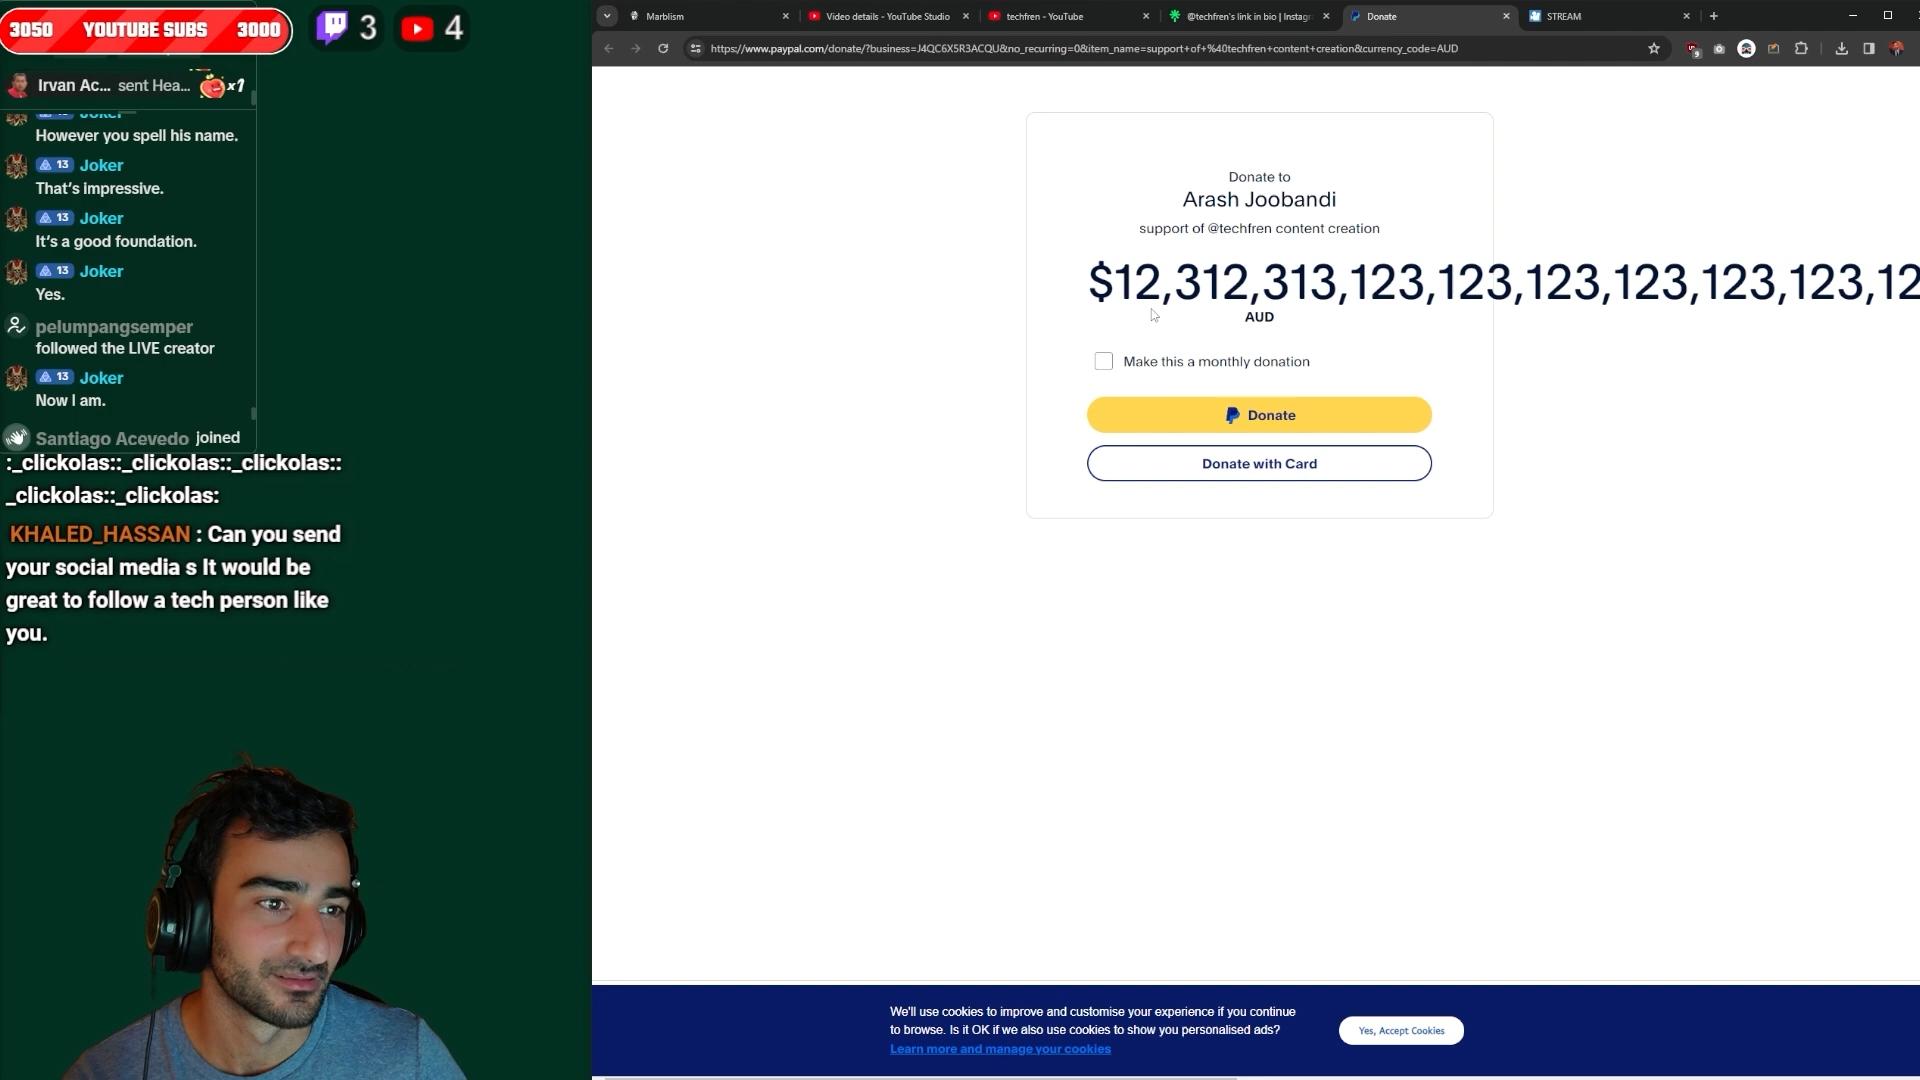 3050 YOUTUBE SUBS 3000
3
4
Irvan Ac... sent Hea... x1
However you spell his name.
13 Joker
That's impressive.
13 Joker
It's a good foundation.
13 Joker
Yes.
pelumpangsemper
followed the LIVE creator
13 Joker
Now I am.
Santiago Acevedo joined
:_clickolas::_clickolas::_clickolas::
_clickolas::_clickolas:
KHALED_HASSAN : Can you send
your social media s It would be
great to follow a tech person like
you.
Marblism
Video details - YouTube Studio
techfren - YouTube
@techfren's link in bio | Instagr
Donate
STREAM
https://www.paypal.com/donate/?business=J4QC6X5R3ACQU&no_recurring=0&item_name=support+of+%40techfren+content+creation&currency_code=AUD
9
Donate to
Arash Joobandi
support of @techfren content creation
$12,312,313,123,123,123,123,123,123,12
AUD
Make this a monthly donation
Donate
Donate with Card
We'll use cookies to improve and customise your experience if you continue
to browse. Is it OK if we also use cookies to show you personalised ads?
Learn more and manage your cookies
Yes, Accept Cookies